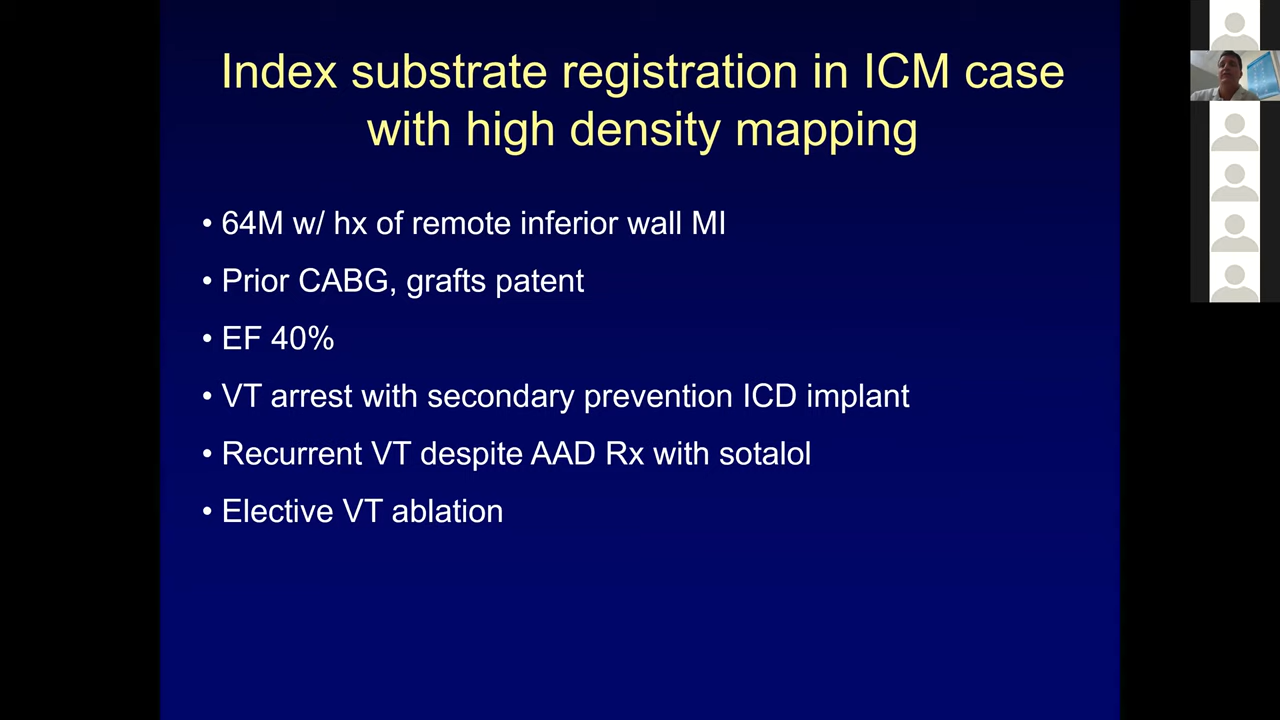 Index substrate registration in ICM case
with high density mapping
• 64M w/ hx of remote inferior wall MI
• Prior CABG, grafts patent
• EF 40%
• VT arrest with secondary prevention ICD implant
• Recurrent VT despite AAD Rx with sotalol
• Elective VT ablation